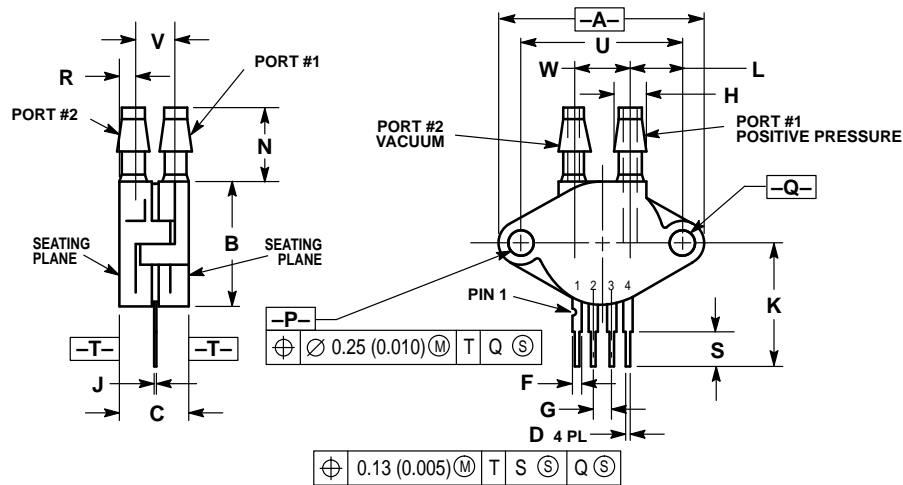 –A–
V
U
R
PORT #1
W
L
H
PORT #2
PORT #2
VACUUM
PORT #1
POSITIVE PRESSURE
N
–Q–
B
SEATING
PLANE
SEATING
PLANE
K
PIN 1
1 2 3 4
–P–
⌖ ∅ 0.25 (0.010) Ⓜ T Q Ⓢ
S
–T–
–T–
J
F
C
G
D 4 PL
⌖ 0.13 (0.005) Ⓜ T S Ⓢ Q Ⓢ